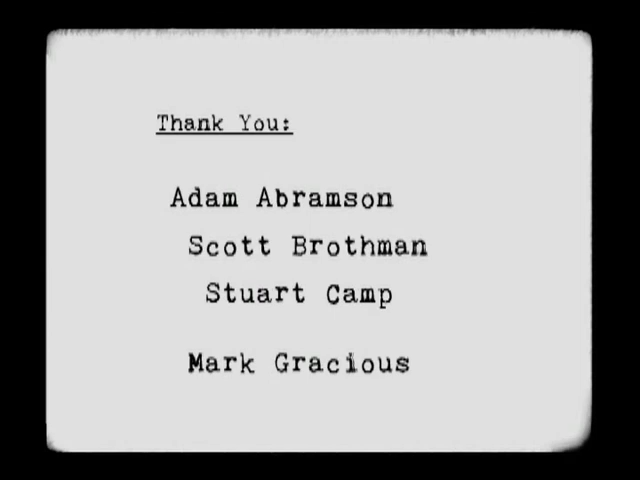 Thank You:
Adam Abramson
Scott Brothman
Stuart Camp
Mark Gracious